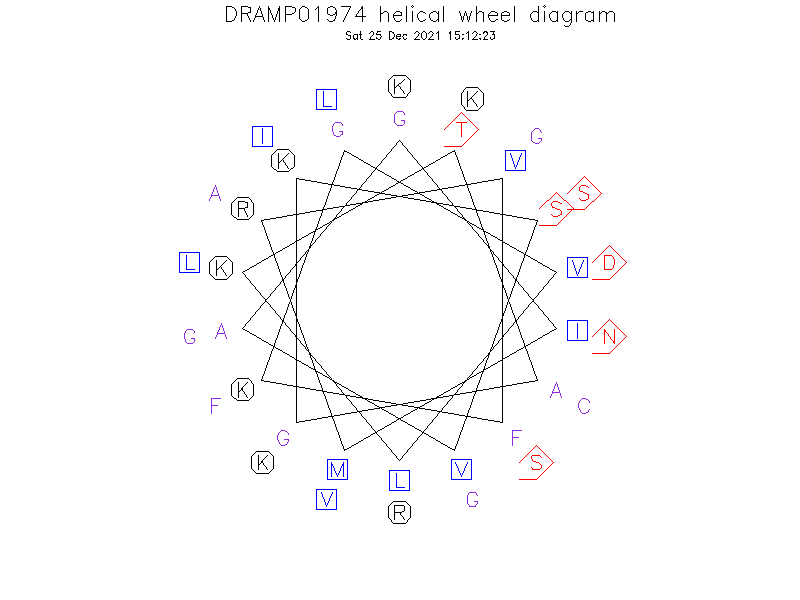 DRAMP01974 helical wheel diagram
Sat 25 Dec 2021 15:12:23
K
L K
G
G T G
I K V
A R S S
L K V D
G A I N
F K A C
G F
K M V S
L
V G
R